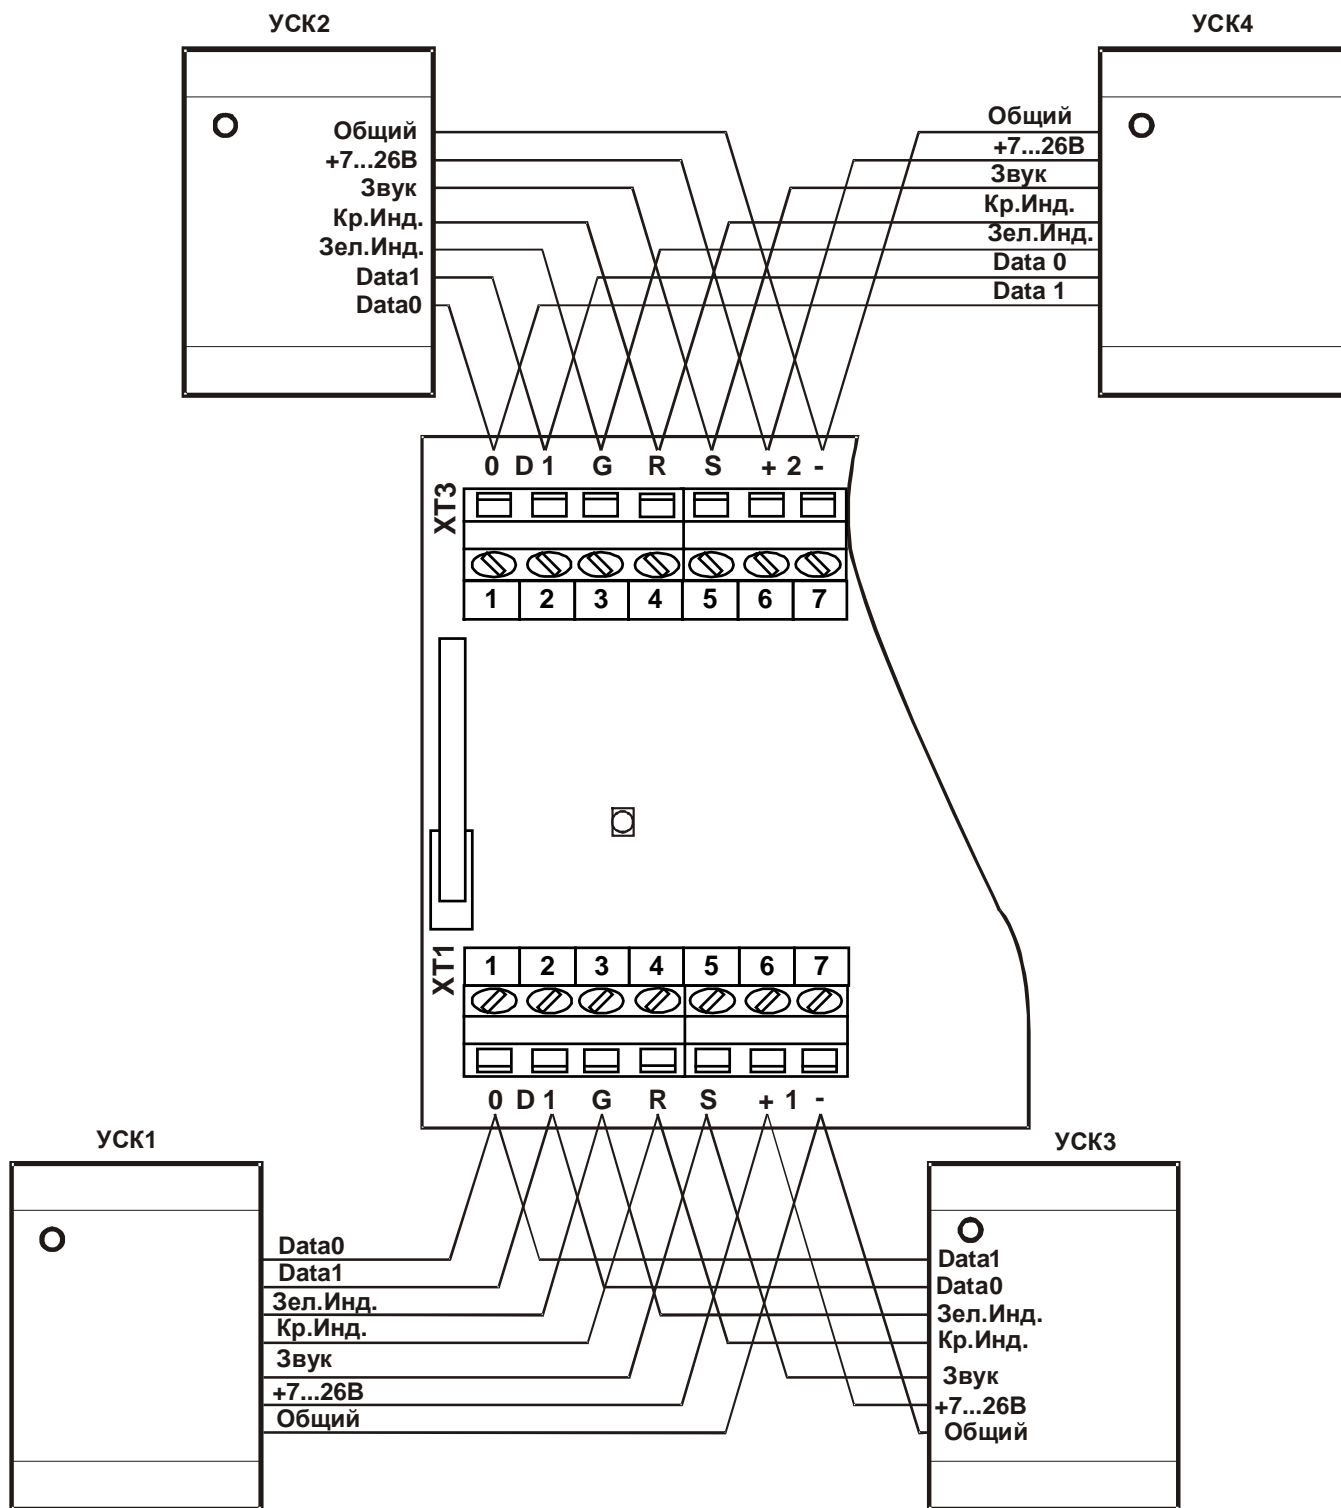 УСК2
УСК4
Общий
+7...26В
Звук
Кр.Инд.
Зел.Инд.
Data1
Data0
Общий
+7...26В
Звук
Кр.Инд.
Зел.Инд.
Data 0
Data 1
0 D 1 G R S + 2 -
XT3
1 2 3 4 5 6 7
XT1
1 2 3 4 5 6 7
0 D 1 G R S + 1 -
УСК1
УСК3
Data0
Data1
Зел.Инд.
Кр.Инд.
Звук
+7...26В
Общий
Data1
Data0
Зел.Инд.
Кр.Инд.
Звук
+7...26В
Общий